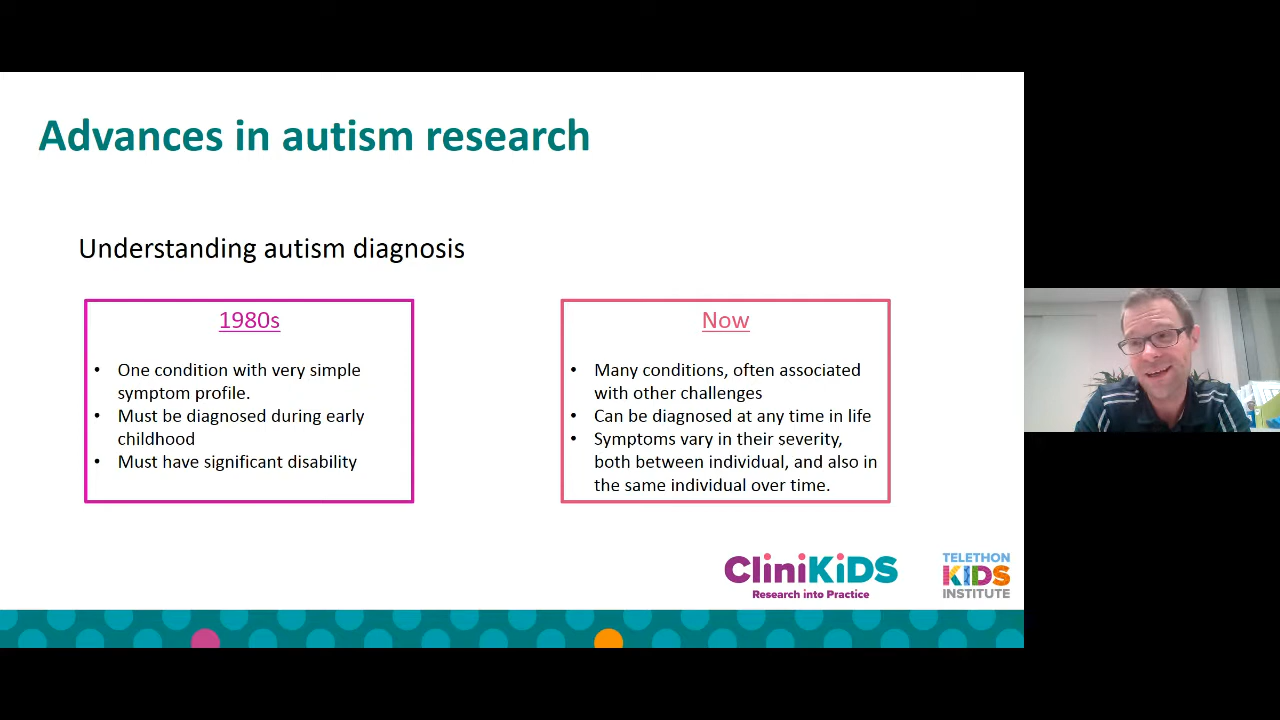 Advances in autism research
Understanding autism diagnosis
1980s
• One condition with very simple
symptom profile.
• Must be diagnosed during early
childhood
• Must have significant disability
Now
• Many conditions, often associated
with other challenges
• Can be diagnosed at any time in life
• Symptoms vary in their severity,
both between individual, and also in
the same individual over time.
CliniKiDS
Research into Practice
TELETHON
KIDS
INSTITUTE